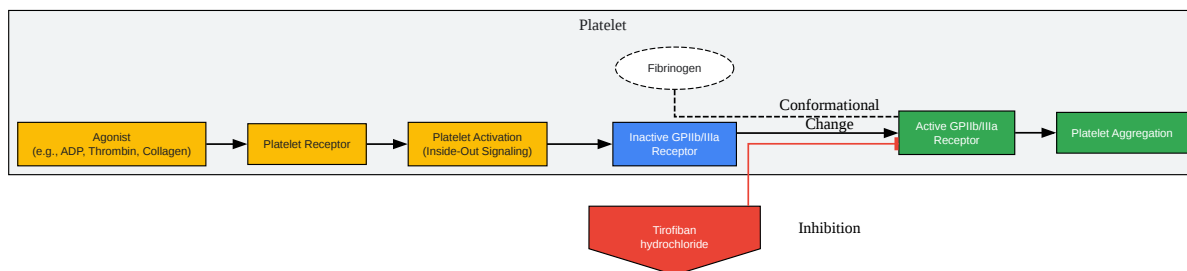 Platelet
Fibrinogen
Conformational
Change
Agonist
(e.g., ADP, Thrombin, Collagen)
Platelet Receptor
Platelet Activation
(Inside-Out Signaling)
Inactive GPIIb/IIIa
Receptor
Active GPIIb/IIIa
Receptor
Platelet Aggregation
Tirofiban
hydrochloride
Inhibition